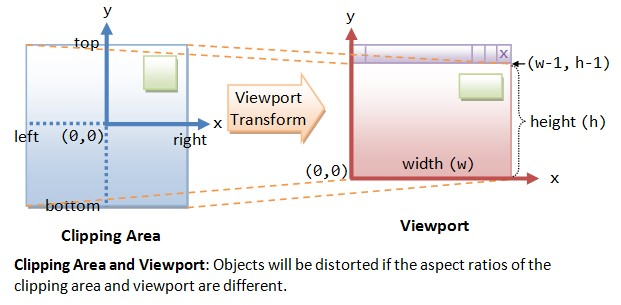 y
top
left
(0,0)
x
right
bottom
Clipping Area
Viewport
Transform
y
x
(w-1, h-1)
height (h)
(0,0)
width (w)
x
Viewport
Clipping Area and Viewport: Objects will be distorted if the aspect ratios of the
clipping area and viewport are different.